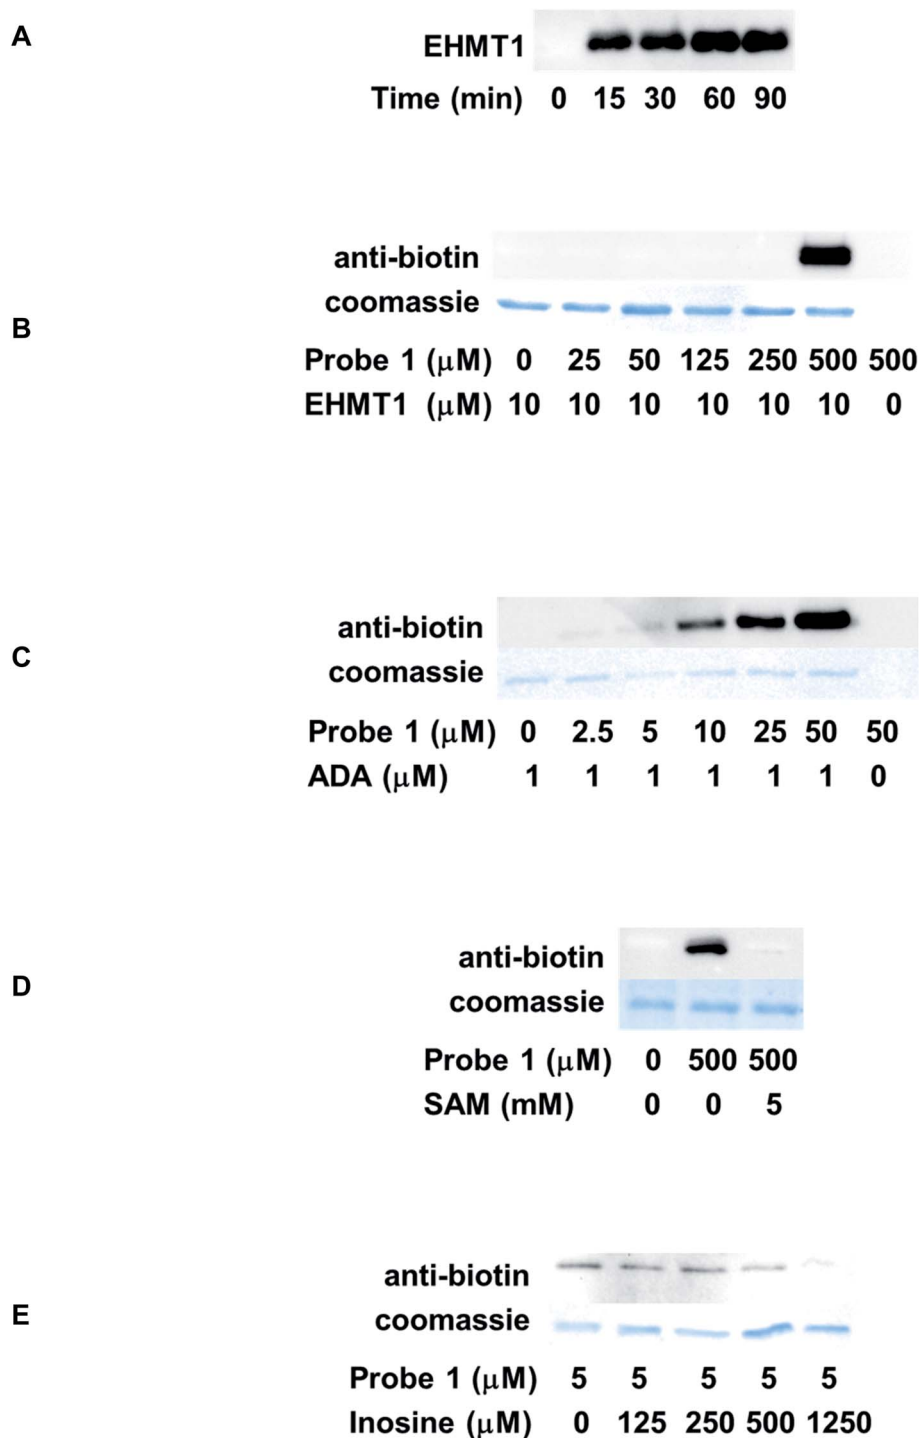 A
EHMT1
Time (min) 0 15 30 60 90
anti-biotin
coomassie
B
Probe 1 (μM) 0 25 50 125 250 500 500
EHMT1 (μM) 10 10 10 10 10 10 0
anti-biotin
C
coomassie
Probe 1 (μM) 0 2.5 5 10 25 50 50
ADA (μM) 1 1 1 1 1 1 0
anti-biotin
D
coomassie
Probe 1 (μM) 0 500 500
SAM (mM) 0 0 5
anti-biotin
E
coomassie
Probe 1 (μM) 5 5 5 5 5
Inosine (μM) 0 125 250 500 1250